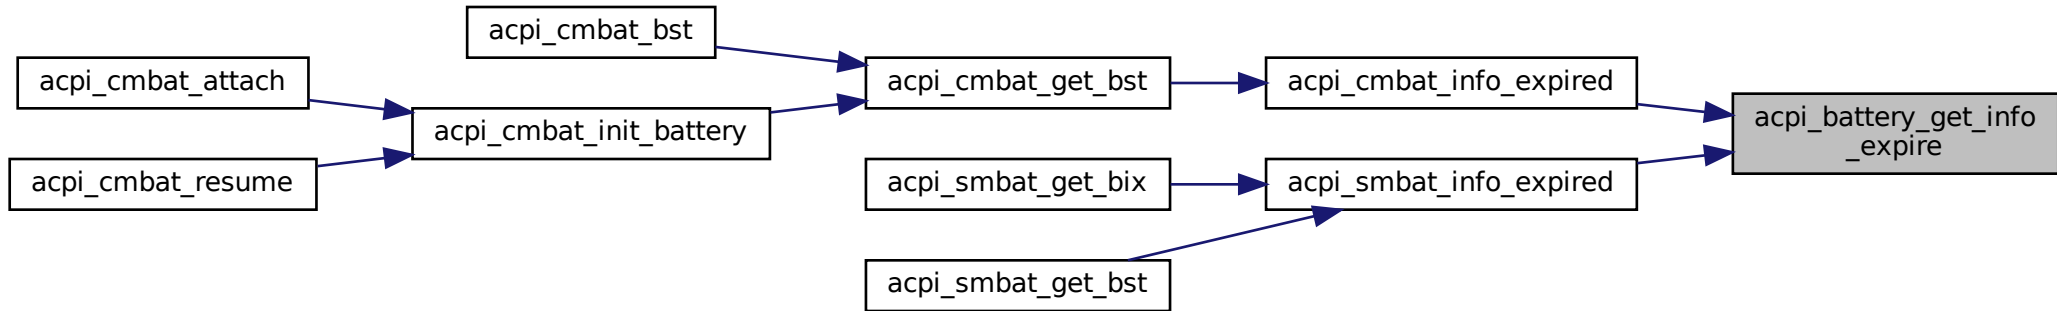 acpi_cmbat_bst
acpi_cmbat_attach
acpi_cmbat_get_bst
acpi_cmbat_info_expired
acpi_battery_get_info
_expire
acpi_cmbat_init_battery
acpi_cmbat_resume
acpi_smbat_get_bix
acpi_smbat_info_expired
acpi_smbat_get_bst